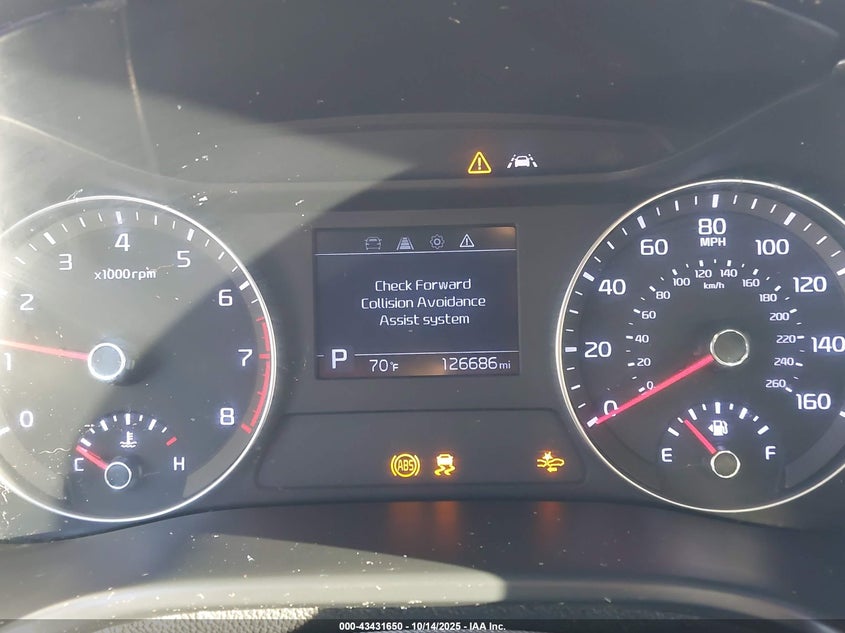 Check Forward
Collision Avoidance
Assist system
P 70°F 126686 mi
0 1 2 3 4 5 6 7 8
x1000rpm
C H
0 20 40 60 80 100 120 140 160
MPH
0 20 40 60 80 100 120 140 160 180 200 220 240 260
km/h
E F
ABS
000-43431650 - 10/14/2025 - IAA Inc.